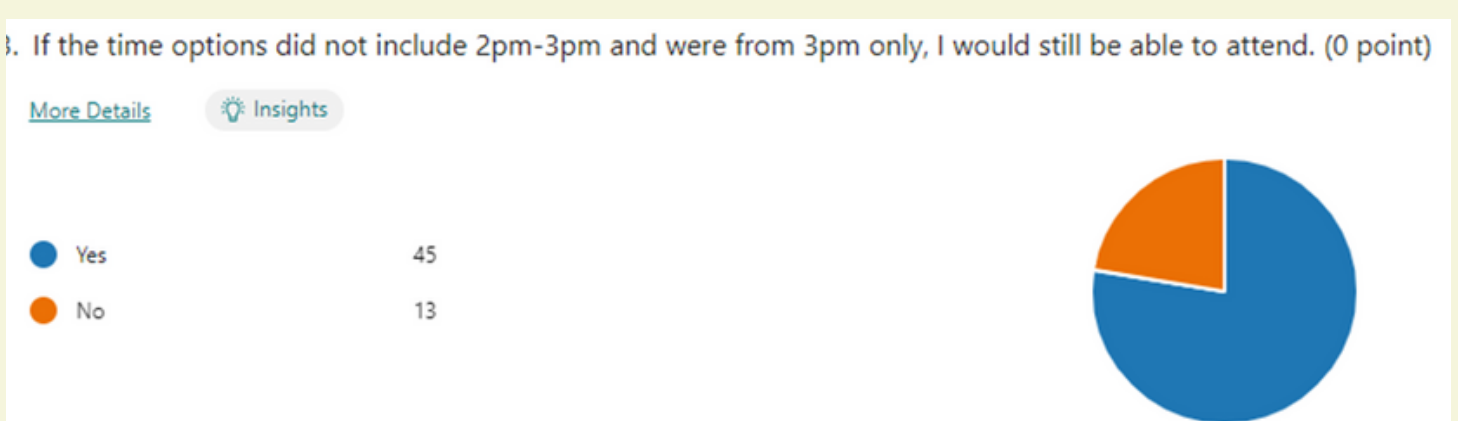 3. If the time options did not include 2pm-3pm and were from 3pm only, I would still be able to attend. (0 point)
More Details Insights
Yes 45
No 13